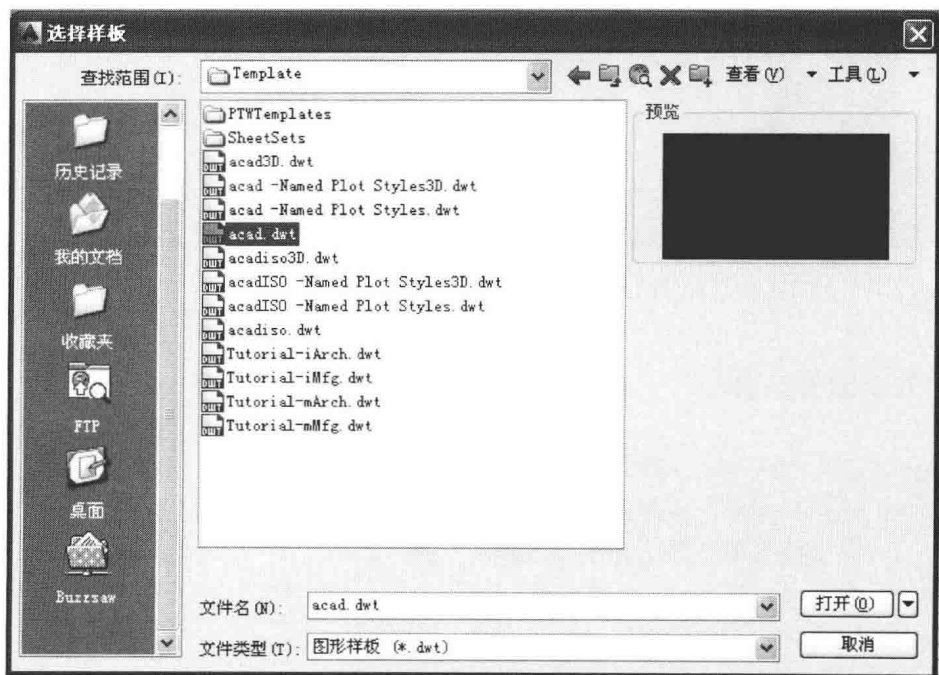 选择样板
查找范围(I): Template 查看(V) 工具(L)
历史记录
我的文档
收藏夹
FTP
桌面
Buzzsaw
PTWTemplates
SheetSets
acad3D.dwt
acad -Named Plot Styles3D.dwt
acad -Named Plot Styles.dwt
acad.dwt
acadiso3D.dwt
acadISO -Named Plot Styles3D.dwt
acadISO -Named Plot Styles.dwt
acadiso.dwt
Tutorial-iArch.dwt
Tutorial-iMfg.dwt
Tutorial-mArch.dwt
Tutorial-mMfg.dwt
预览
文件名(N): acad.dwt 打开(O)
文件类型(T): 图形样板 (*.dwt) 取消